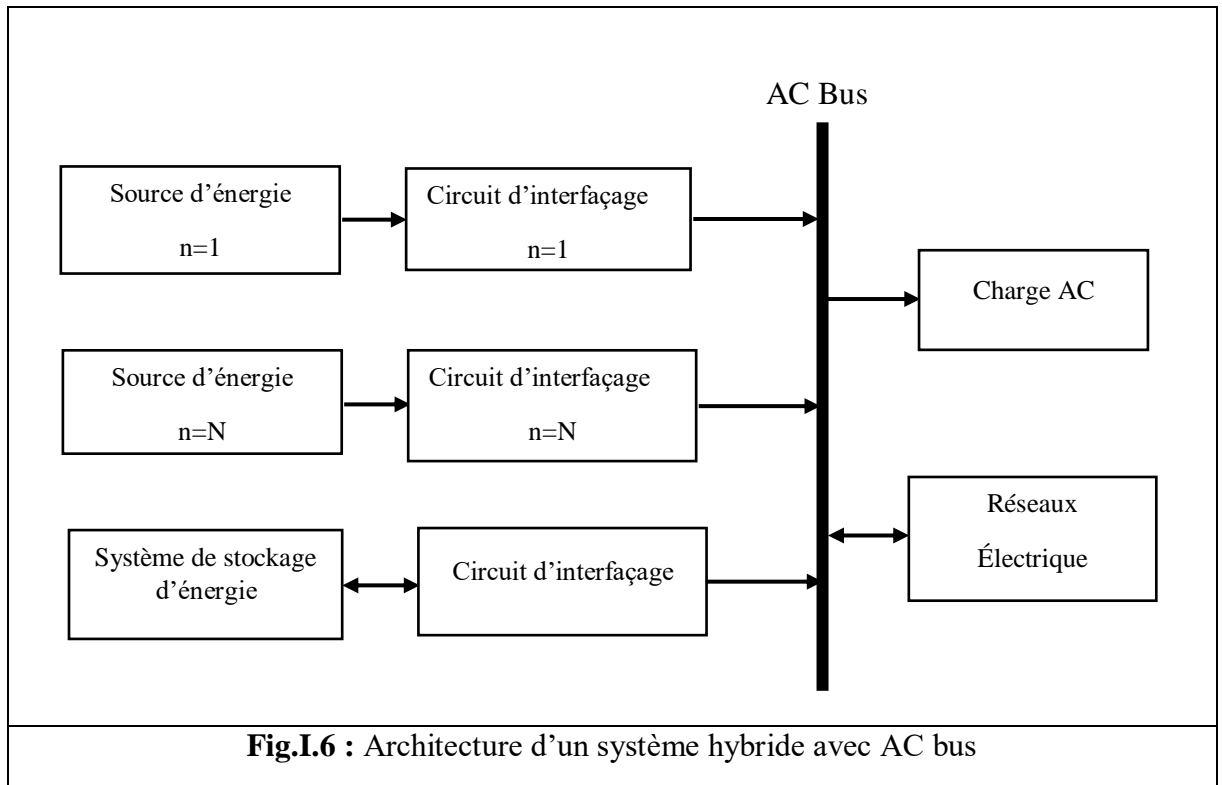 AC Bus
Source d’énergie
n=1
Circuit d’interfaçage
n=1
Charge AC
Source d’énergie
n=N
Circuit d’interfaçage
n=N
Réseaux
Électrique
Système de stockage
d’énergie
Circuit d’interfaçage
Fig.I.6 : Architecture d’un système hybride avec AC bus